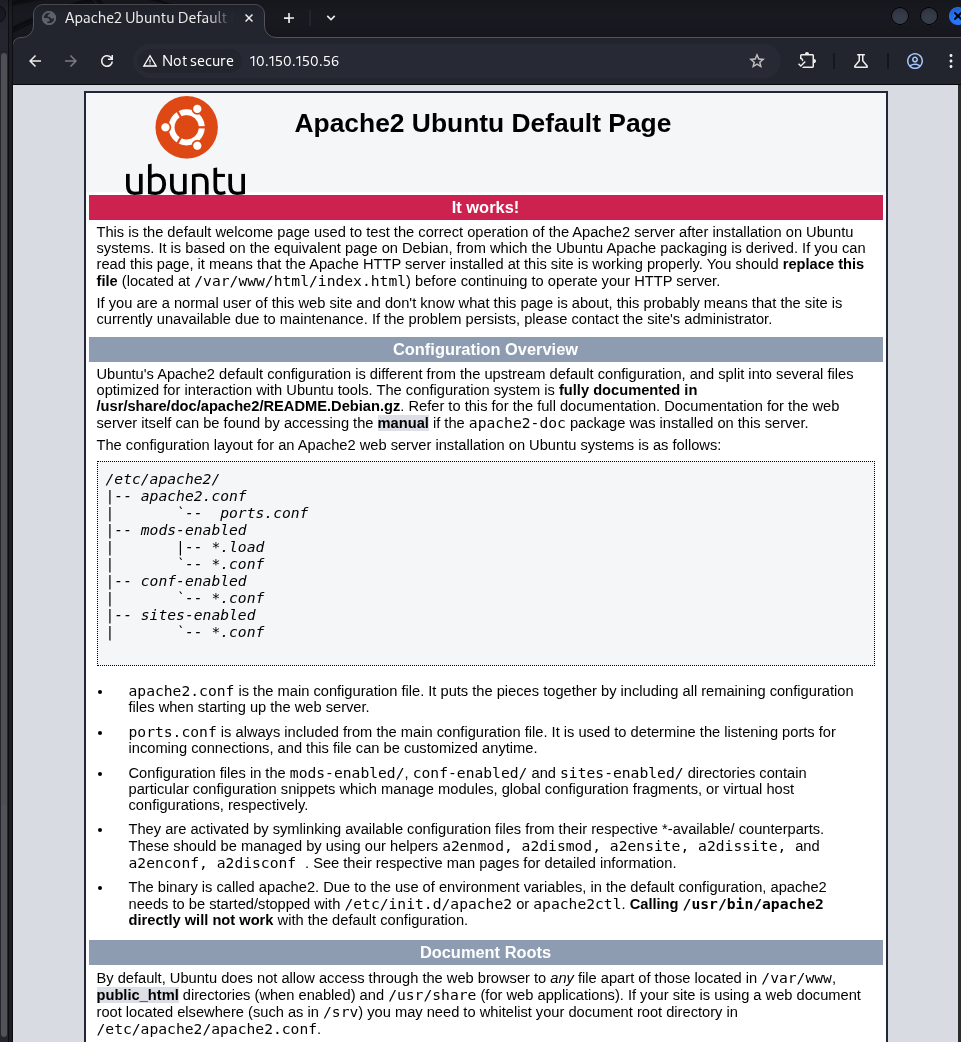 Apache2 Ubuntu Default
Not secure 10.150.150.56
Apache2 Ubuntu Default Page
ubuntu
It works!
This is the default welcome page used to test the correct operation of the Apache2 server after installation on Ubuntu
systems. It is based on the equivalent page on Debian, from which the Ubuntu Apache packaging is derived. If you can
read this page, it means that the Apache HTTP server installed at this site is working properly. You should replace this
file (located at /var/www/html/index.html) before continuing to operate your HTTP server.
If you are a normal user of this web site and don't know what this page is about, this probably means that the site is
currently unavailable due to maintenance. If the problem persists, please contact the site's administrator.
Configuration Overview
Ubuntu's Apache2 default configuration is different from the upstream default configuration, and split into several files
optimized for interaction with Ubuntu tools. The configuration system is fully documented in
/usr/share/doc/apache2/README.Debian.gz. Refer to this for the full documentation. Documentation for the web
server itself can be found by accessing the manual if the apache2-doc package was installed on this server.
The configuration layout for an Apache2 web server installation on Ubuntu systems is as follows:
/etc/apache2/
|-- apache2.conf
|       `--  ports.conf
|-- mods-enabled
|       |-- *.load
|       `-- *.conf
|-- conf-enabled
|       `-- *.conf
|-- sites-enabled
|       `-- *.conf
• apache2.conf is the main configuration file. It puts the pieces together by including all remaining configuration
files when starting up the web server.
• ports.conf is always included from the main configuration file. It is used to determine the listening ports for
incoming connections, and this file can be customized anytime.
• Configuration files in the mods-enabled/, conf-enabled/ and sites-enabled/ directories contain
particular configuration snippets which manage modules, global configuration fragments, or virtual host
configurations, respectively.
• They are activated by symlinking available configuration files from their respective *-available/ counterparts.
These should be managed by using our helpers a2enmod, a2dismod, a2ensite, a2dissite, and
a2enconf, a2disconf . See their respective man pages for detailed information.
• The binary is called apache2. Due to the use of environment variables, in the default configuration, apache2
needs to be started/stopped with /etc/init.d/apache2 or apache2ctl. Calling /usr/bin/apache2
directly will not work with the default configuration.
Document Roots
By default, Ubuntu does not allow access through the web browser to any file apart of those located in /var/www,
public_html directories (when enabled) and /usr/share (for web applications). If your site is using a web document
root located elsewhere (such as in /srv) you may need to whitelist your document root directory in
/etc/apache2/apache2.conf.